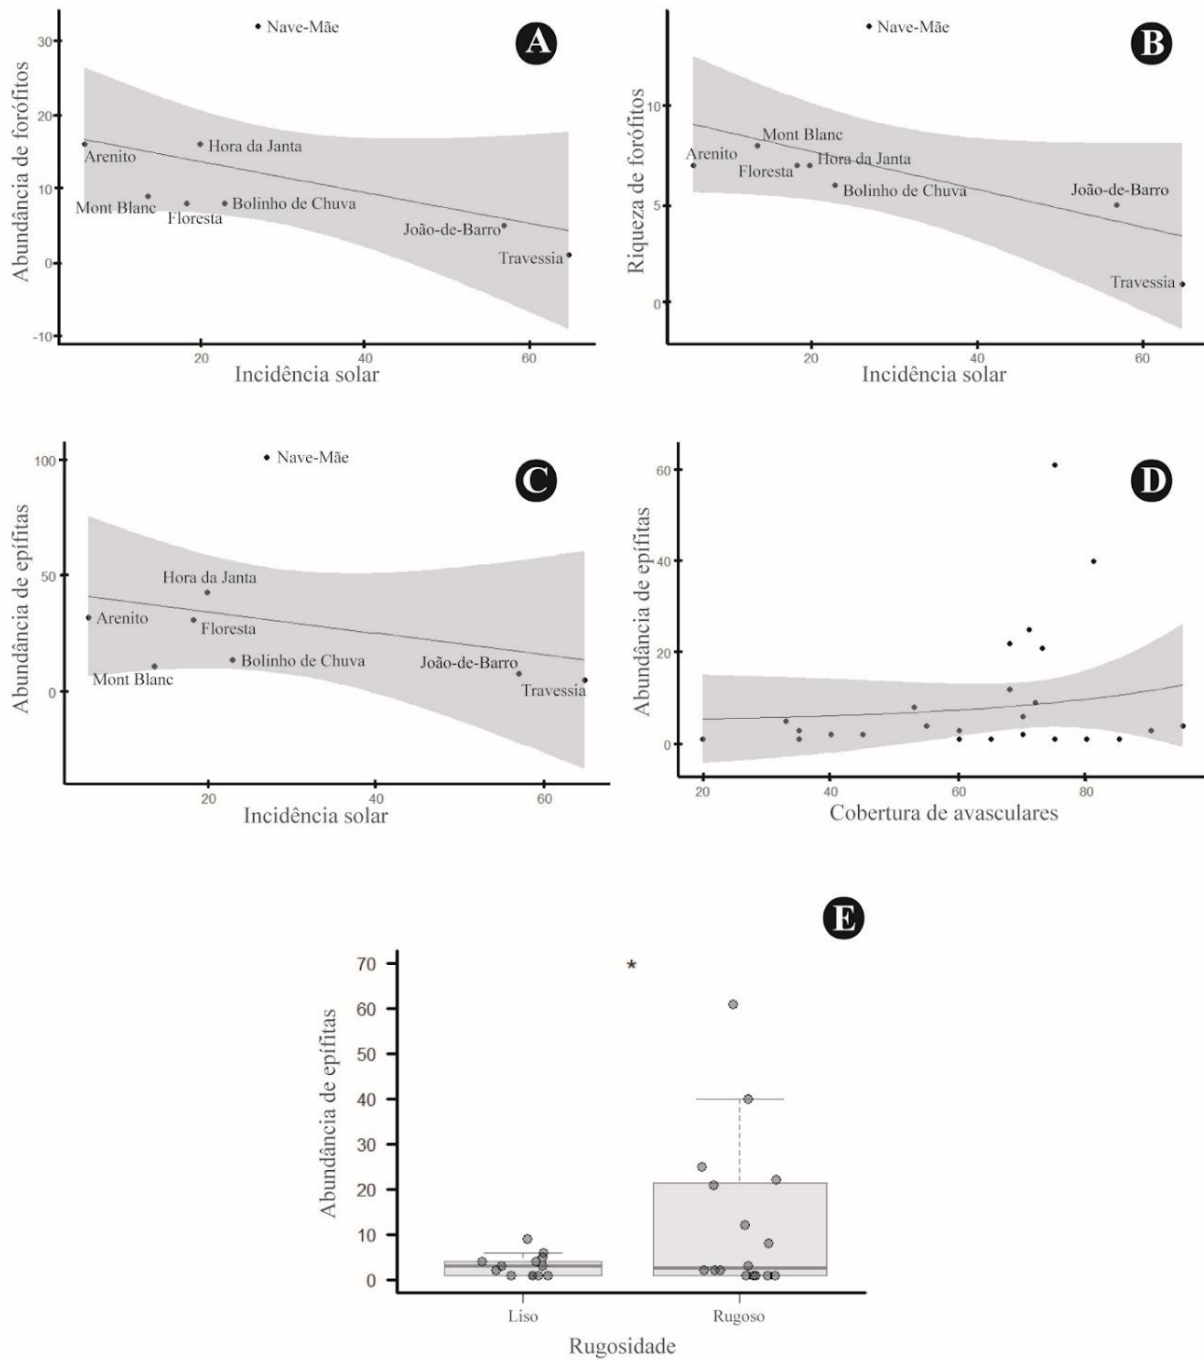 A
Abundância de forófitos
30
20
10
0
-10
Nave-Mãe
Hora da Janta
Arenito
Mont Blanc
Floresta
Bolinho de Chuva
João-de-Barro
Travessia
20
40
60
Incidência solar
B
Riqueza de forófitos
10
5
0
Nave-Mãe
Mont Blanc
Arenito
Hora da Janta
Floresta
Bolinho de Chuva
João-de-Barro
Travessia
20
40
60
Incidência solar
C
Abundância de epífitas
100
50
0
Nave-Mãe
Hora da Janta
Arenito
Floresta
Bolinho de Chuva
Mont Blanc
João-de-Barro
Travessia
20
40
60
Incidência solar
D
Abundância de epífitas
60
40
20
0
20
40
60
80
Cobertura de avasculares
E
Abundância de epífitas
70
60
50
40
30
20
10
0
*
Liso
Rugoso
Rugosidade